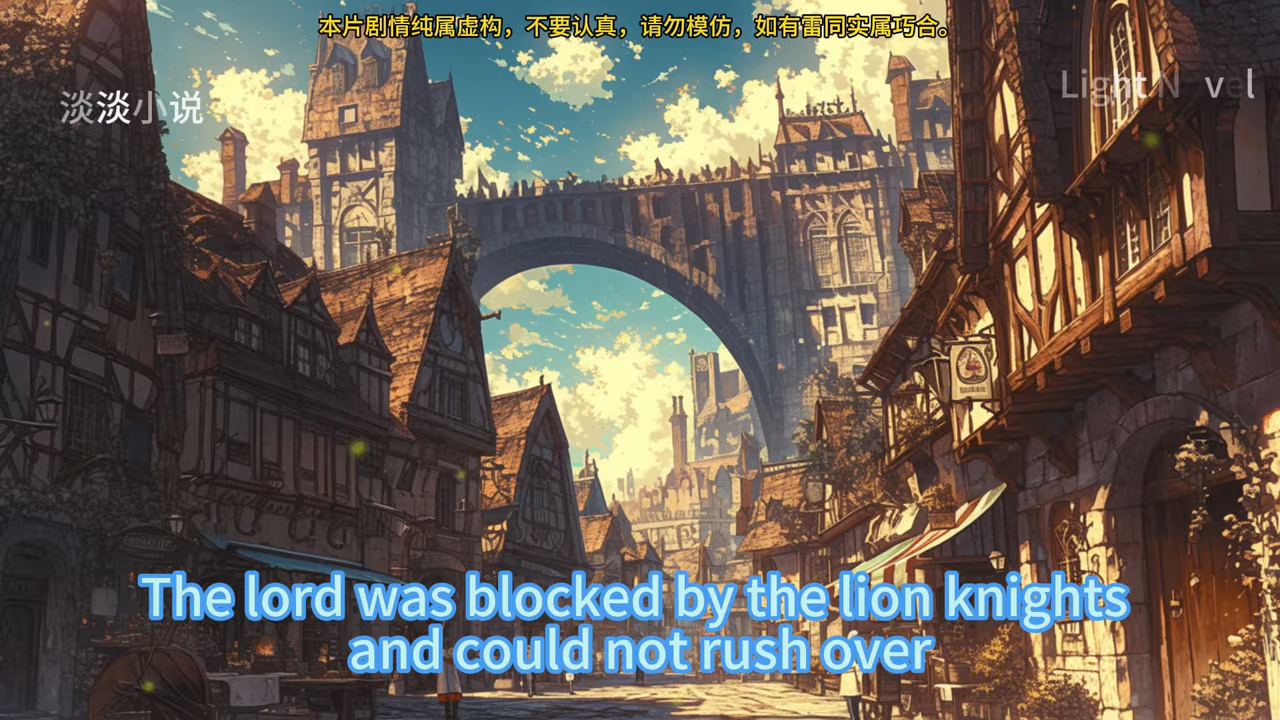 本片剧情纯属虚构，不要认真，请勿模仿，如有雷同实属巧合。
淡淡小说
Light N vel
The lord was blocked by the lion knights
and could not rush over